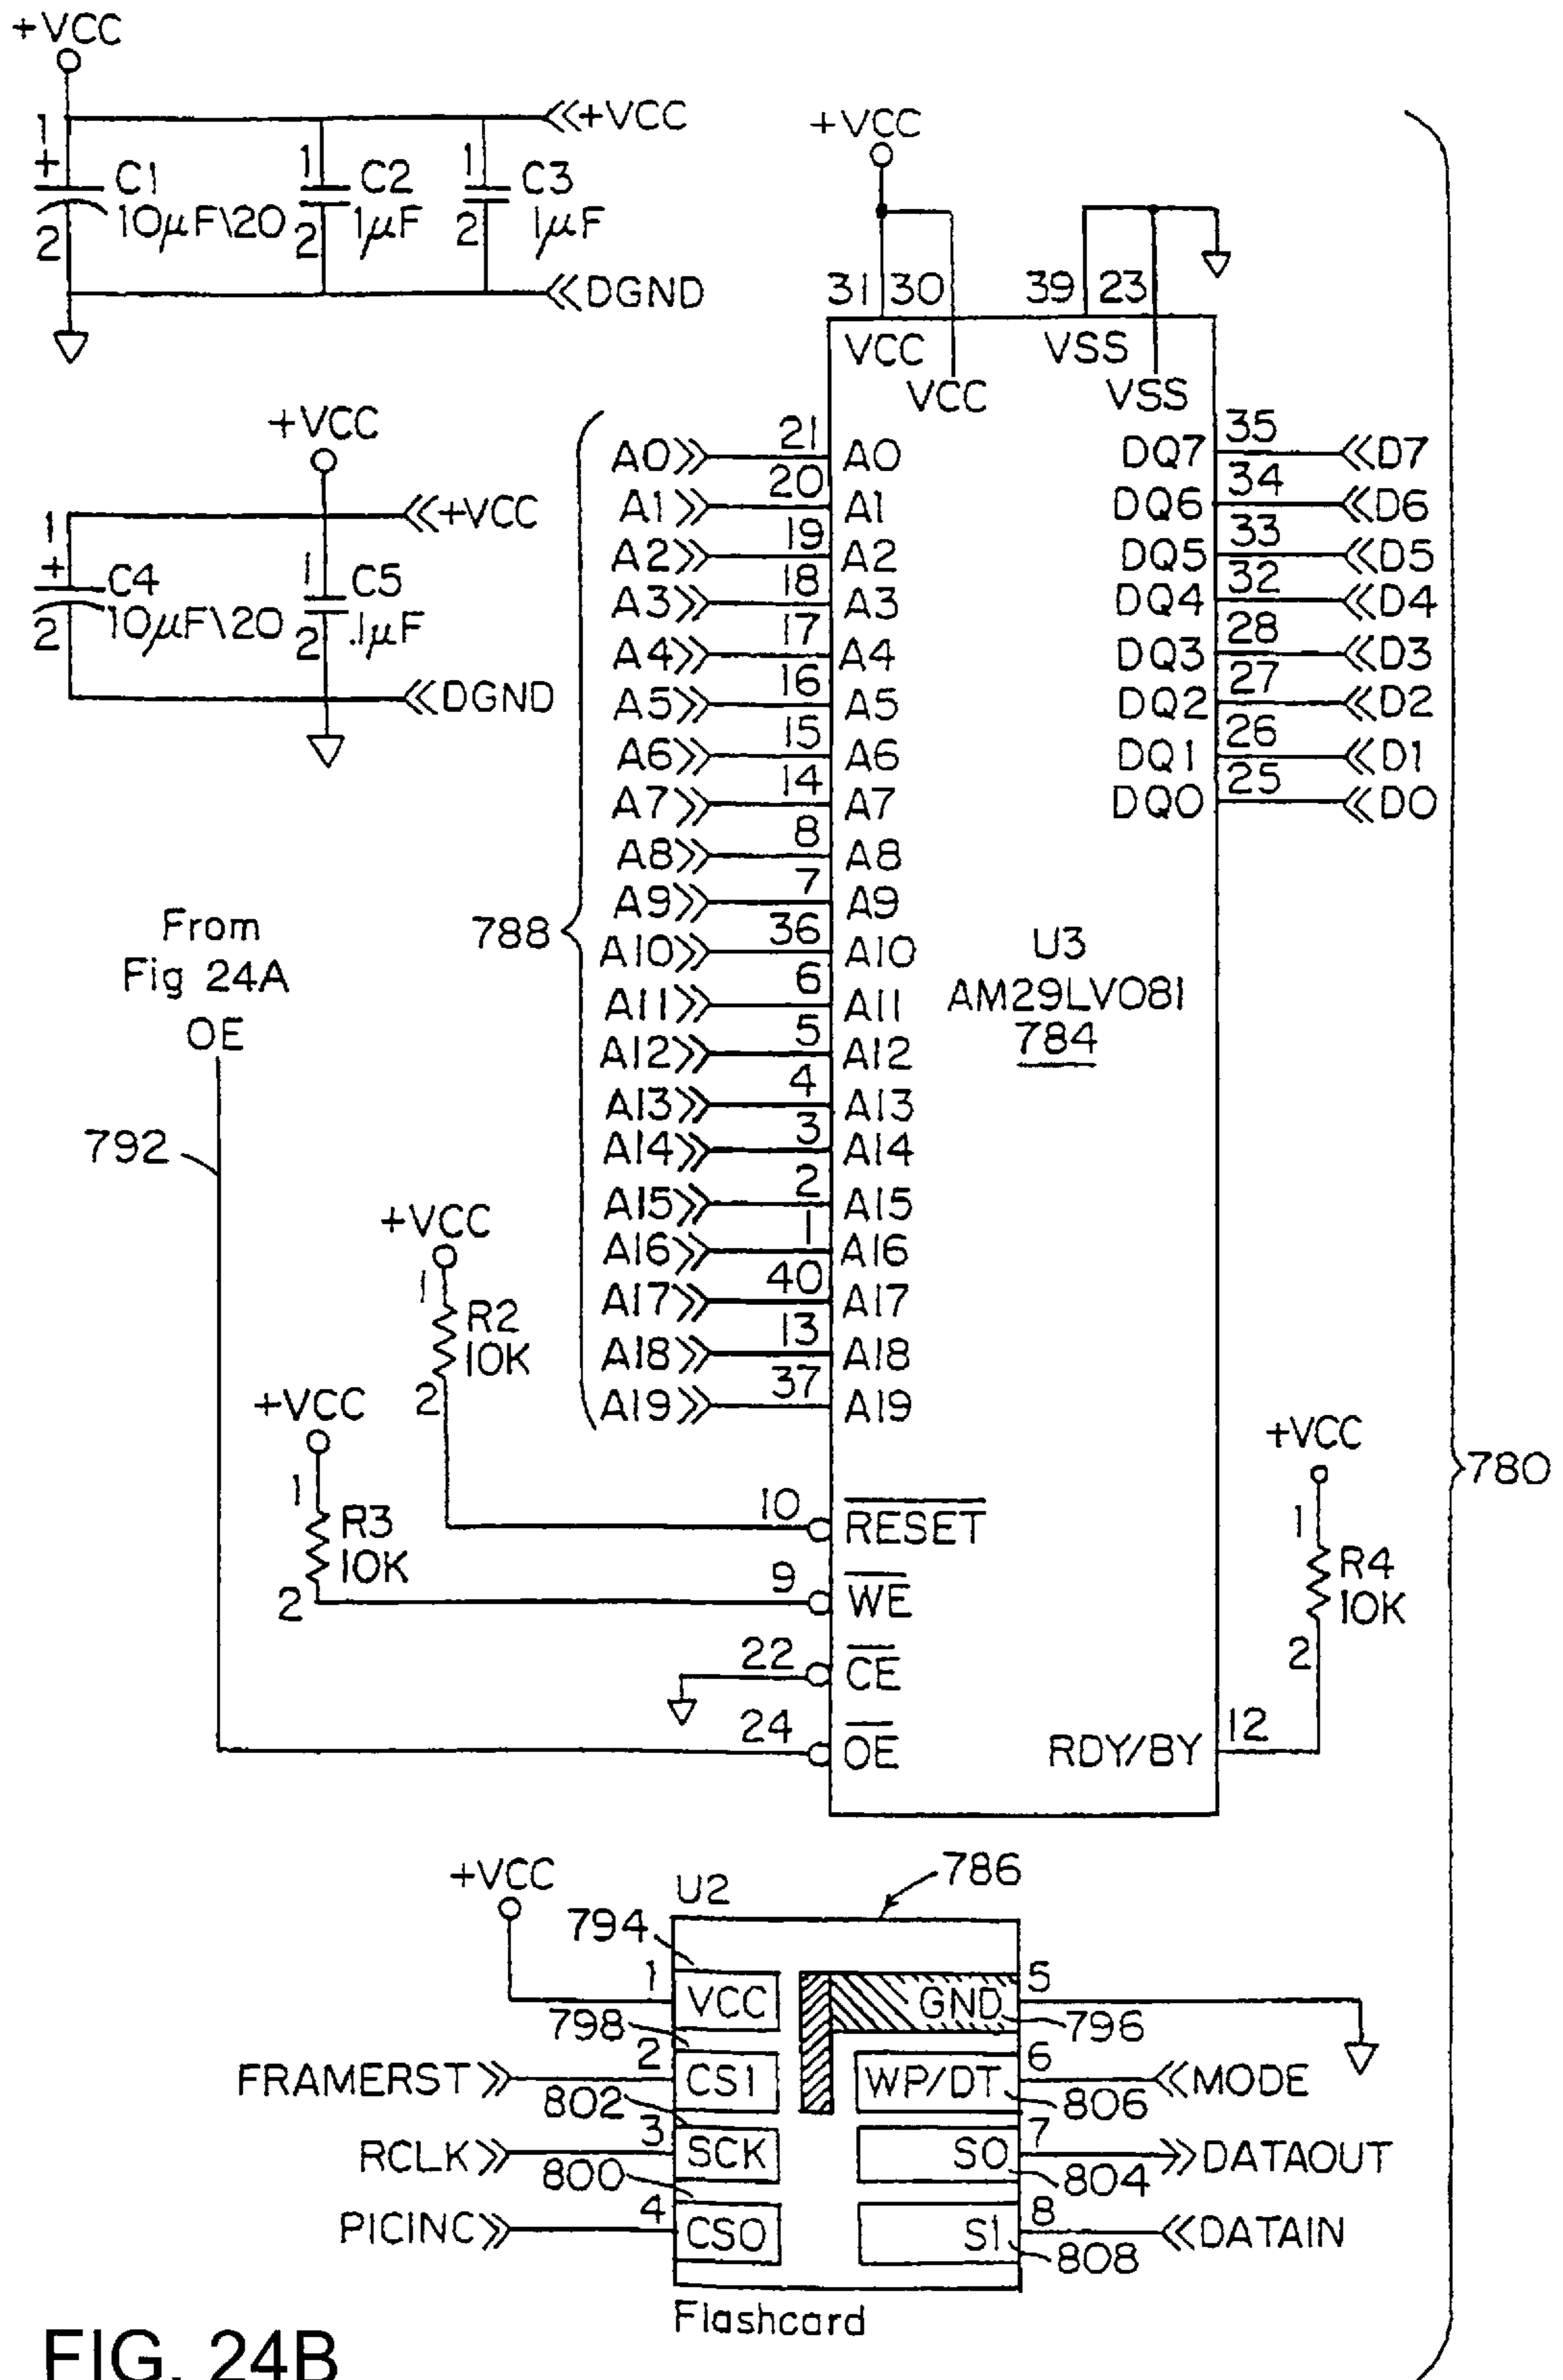 +VCC
1
+
C1
10µF\20
2
1
C2
1µF
2
1
C3
1µF
2
+VCC
DGND
+VCC
31 30
39 23
VCC
VCC
VSS
VSS
+VCC
+VCC
1
+
C4
10µF\20
2
1
C5
.1µF
2
DGND
788
A0 21 A0
A1 20 A1
A2 19 A2
A3 18 A3
A4 17 A4
A5 16 A5
A6 15 A6
A7 14 A7
A8 8 A8
A9 7 A9
A10 36 A10
A11 6 A11
A12 5 A12
A13 4 A13
A14 3 A14
A15 2 A15
A16 1 A16
A17 40 A17
A18 13 A18
A19 37 A19
DQ7 35 D7
DQ6 34 D6
DQ5 33 D5
DQ4 32 D4
DQ3 28 D3
DQ2 27 D2
DQ1 26 D1
DQ0 25 D0
U3
AM29LV081
784
From
Fig 24A
OE
792
+VCC
1
R2
10K
2
+VCC
1
R3
10K
2
10 RESET
9 WE
22 CE
24 OE
+VCC
1
R4
10K
2
RDY/BY 12
780
+VCC
U2
786
794
1 VCC
798
FRAMERST 2 CS1
802
RCLK 3 SCK
800
PICINC 4 CS0
GND 5
796
WP/DT 6 MODE
806
SO 7 DATAOUT
804
S1 8 DATAIN
808
Flashcard
FIG. 24B